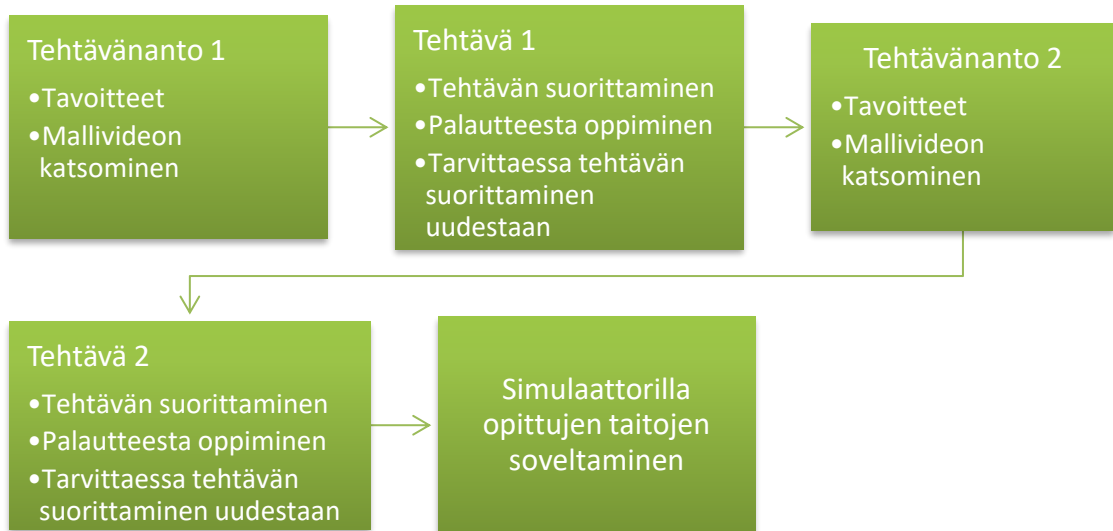 Tehtävänanto 1
•Tavoitteet
•Mallivideon
katsominen
Tehtävä 1
•Tehtävän suorittaminen
•Palautteesta oppiminen
•Tarvittaessa tehtävän
suorittaminen
uudestaan
Tehtävänanto 2
•Tavoitteet
•Mallivideon
katsominen
Tehtävä 2
•Tehtävän suorittaminen
•Palautteesta oppiminen
•Tarvittaessa tehtävän
suorittaminen uudestaan
Simulaattorilla
opittujen taitojen
soveltaminen